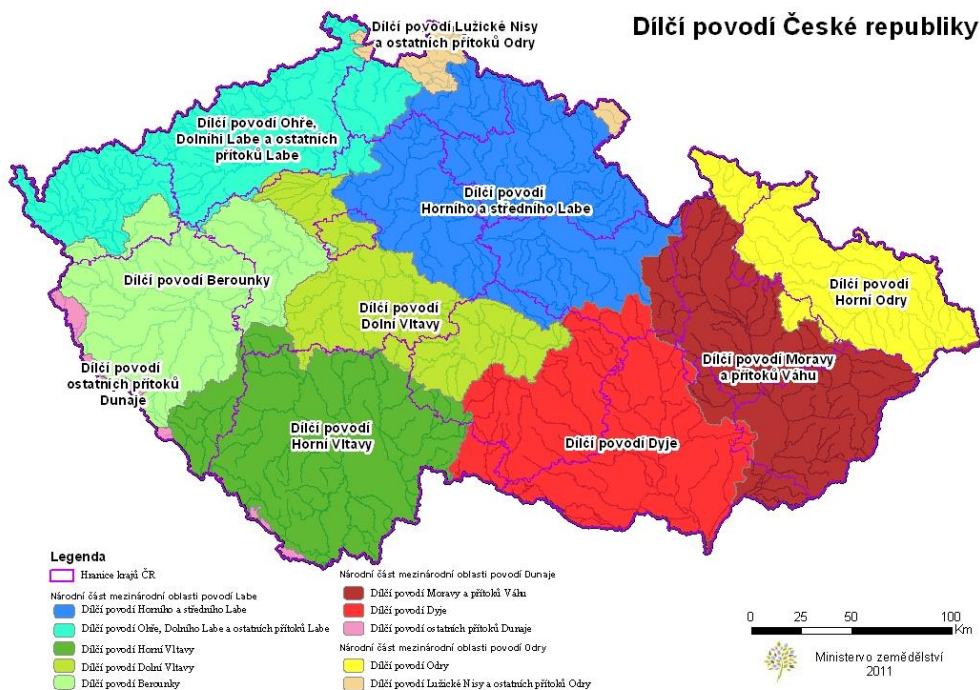 Dílčí povodí České republiky
Dílčí povodí Lužické Nisy
a ostatních přítoků Odry
Dílčí povodí Ohře,
Dolníhi Labe a ostatních
přítoků Labe
Dílčí povodí
Horního a středního Labe
Dílčí povodí Berounky
Dílčí povodí
Dolní Vltavy
Dílčí povodí
Horní Odry
Dílčí povodí
ostatních přítoků
Dunaje
Dílčí povodí Moravy
a přítoků Váhu
Dílčí povodí
Horní Vltavy
Dílčí povodí Dyje
Legenda
Hranice krajů ČR
Národní část mezinárodní oblasti povodí Labe
Dílčí povodí Horního a středního Labe
Dílčí povodí Ohře, Dolního Labe a ostatních přítoků Labe
Dílčí povodí Horní Vltavy
Dílčí povodí Dolní Vltavy
Dílčí povodí Berounky
Národní část mezinárodní oblasti povodí Dunaje
Dílčí povodí Moravy a přítoků Váhu
Dílčí povodí Dyje
Dílčí povodí ostatních přítoků Dunaje
Národní část mezinárodní oblasti povodí Odry
Dílčí povodí Odry
Dílčí povodí Lužické Nisy a ostatních přítoků Odry
0 25 50 100
Km
Ministervo zemědělství
2011